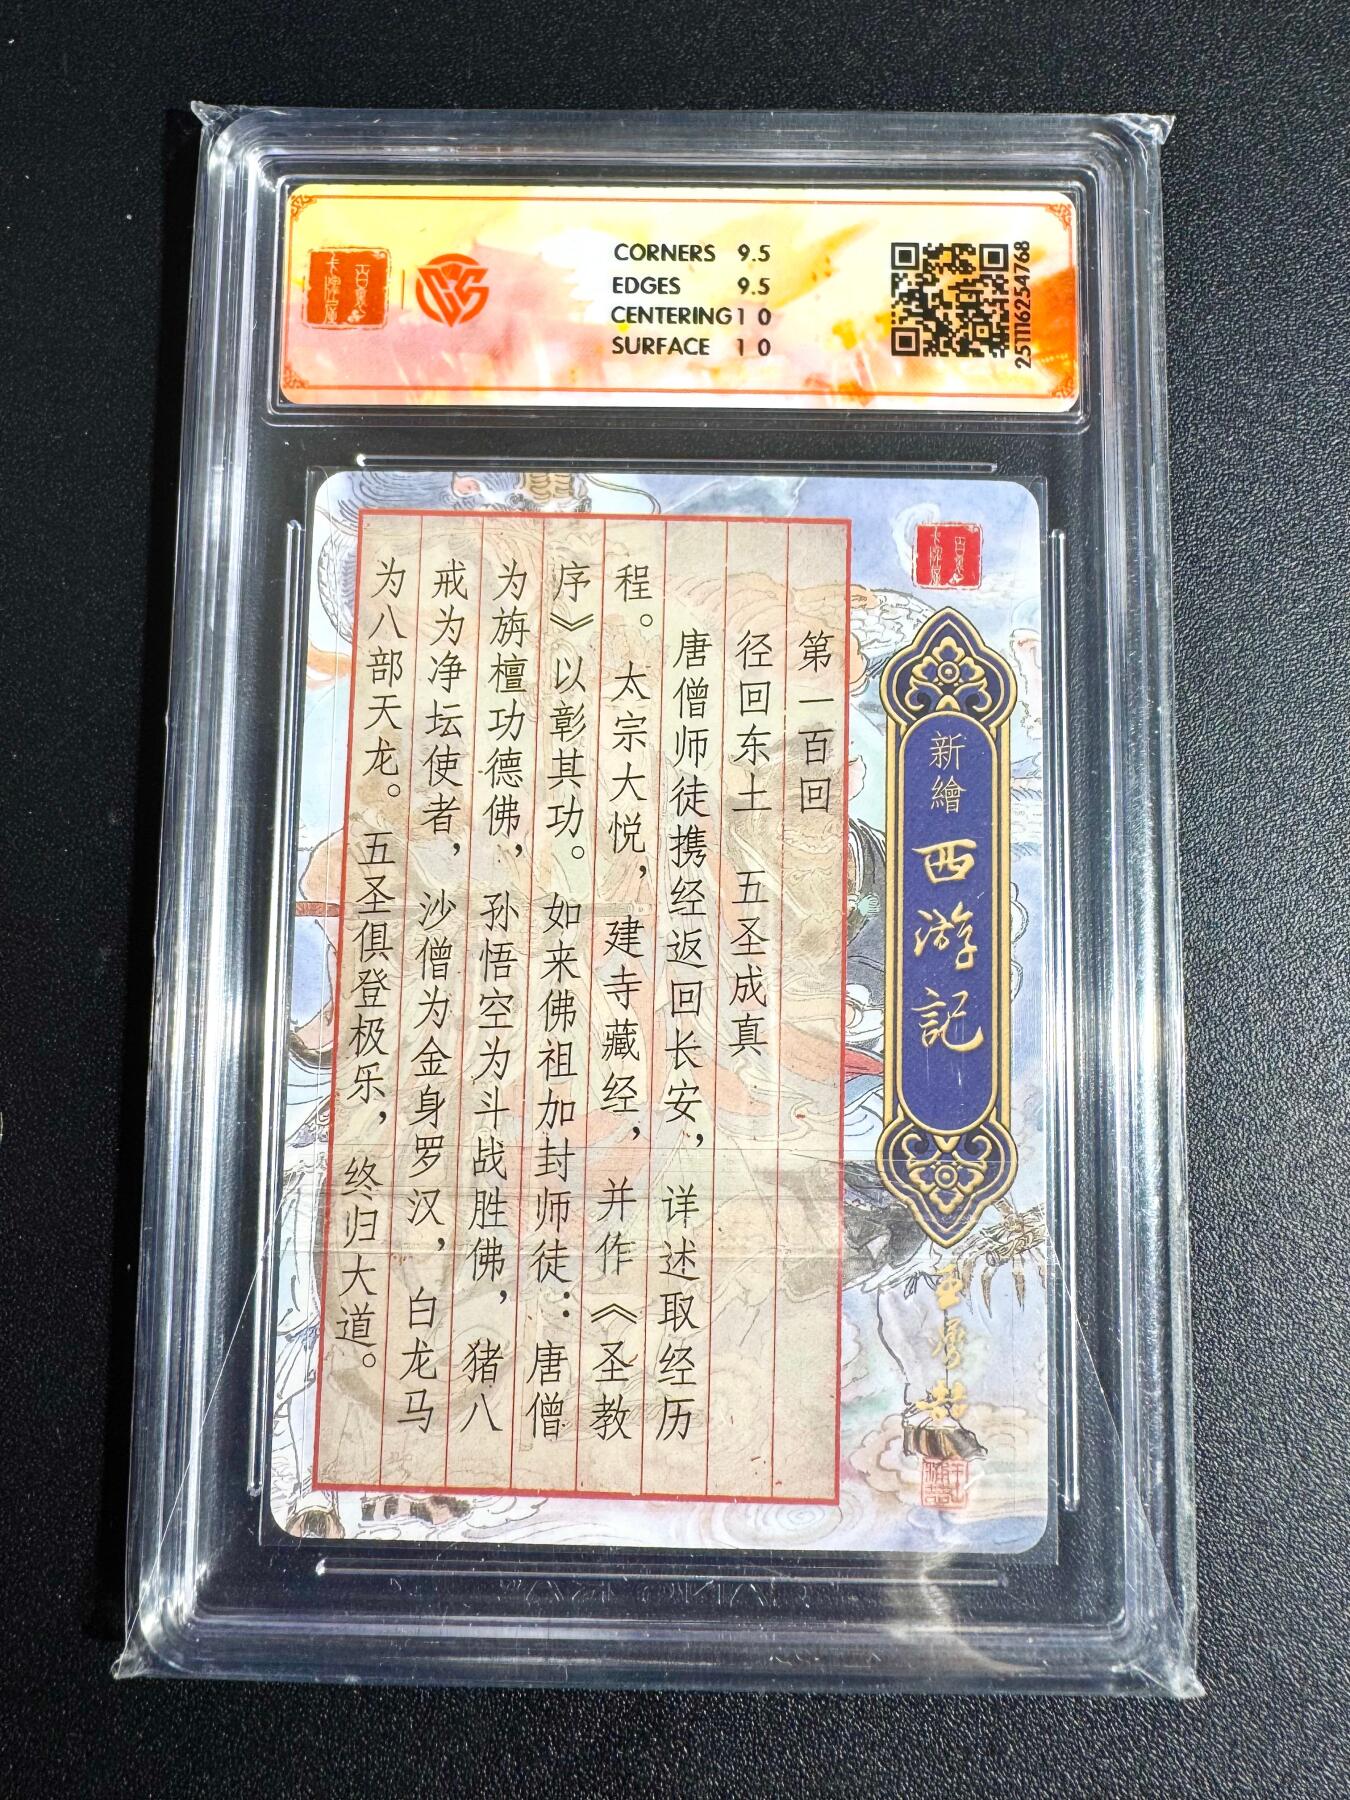 CORNERS 9.5
EDGES 9.5
CENTERING 10
SURFACE 10
251116254768
新繪
西游記
第一百回
径回东土 五圣成真
唐僧师徒携经返回长安，详述取经历
程。太宗大悦，建寺藏经，并作《圣教
序》以彰其功。如来佛祖加封师徒：唐僧
为旃檀功德佛，孙悟空为斗战胜佛，猪八
戒为净坛使者，沙僧为金身罗汉，白龙马
为八部天龙。五圣俱登极乐，终归大道。